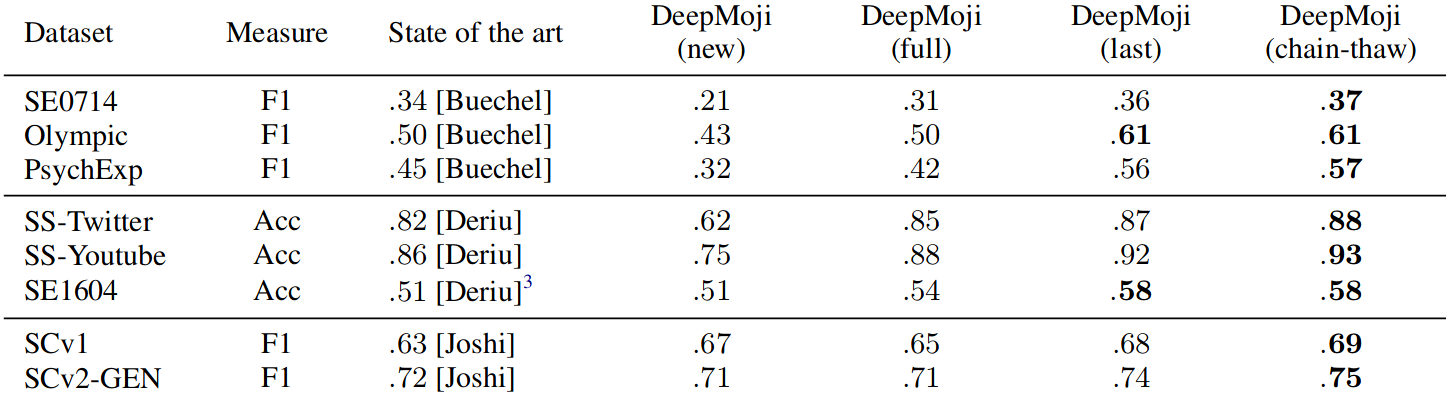 Dataset Measure State of the art DeepMoji (new) DeepMoji (full) DeepMoji (last) DeepMoji (chain-thaw)
SE0714 F1 .34 [Buechel] .21 .31 .36 .37
Olympic F1 .50 [Buechel] .43 .50 .61 .61
PsychExp F1 .45 [Buechel] .32 .42 .56 .57
SS-Twitter Acc .82 [Deriu] .62 .85 .87 .88
SS-Youtube Acc .86 [Deriu] .75 .88 .92 .93
SE1604 Acc .51 [Deriu]3 .51 .54 .58 .58
SCv1 F1 .63 [Joshi] .67 .65 .68 .69
SCv2-GEN F1 .72 [Joshi] .71 .71 .74 .75